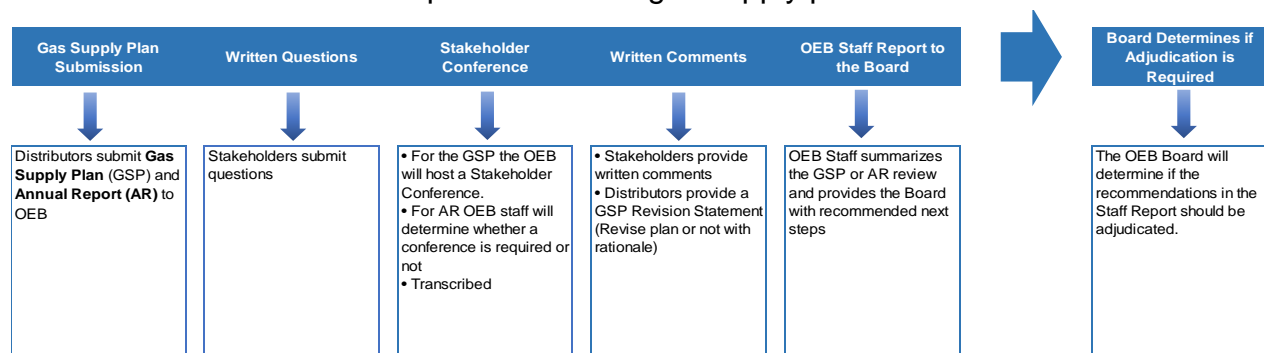 Gas Supply Plan
Submission
Written Questions
Stakeholder
Conference
Written Comments
OEB Staff Report to
the Board
Board Determines if
Adjudication is
Required
Distributors submit Gas
Supply Plan (GSP) and
Annual Report (AR) to
OEB
Stakeholders submit
questions
• For the GSP the OEB
will host a Stakeholder
Conference.
• For AR OEB staff will
determine whether a
conference is required or
not
• Transcribed
• Stakeholders provide
written comments
• Distributors provide a
GSP Revision Statement
(Revise plan or not with
rationale)
OEB Staff summarizes
the GSP or AR review
and provides the Board
with recommended next
steps
The OEB Board will
determine if the
recommendations in the
Staff Report should be
adjudicated.